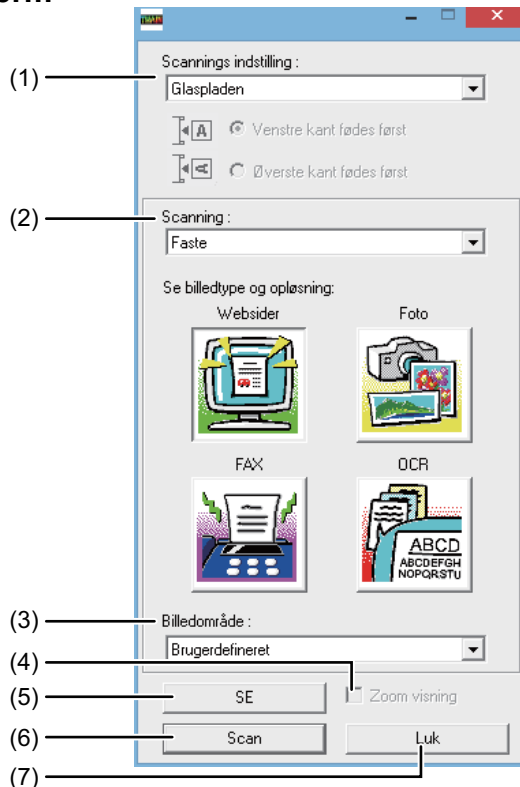 TWAIN
(1)
Scannings indstilling :
Glaspladen
A
Venstre kant fødes først
A
Øverste kant fødes først
(2)
Scanning :
Faste
Se billedtype og opløsning:
Websider
Foto
FAX
OCR
ABCD
ABCDEFGH
NOPQRSTU
(3)
Billedområde :
Brugerdefineret
(4)
Zoom visning
(5)
SE
(6)
Scan
Luk
(7)